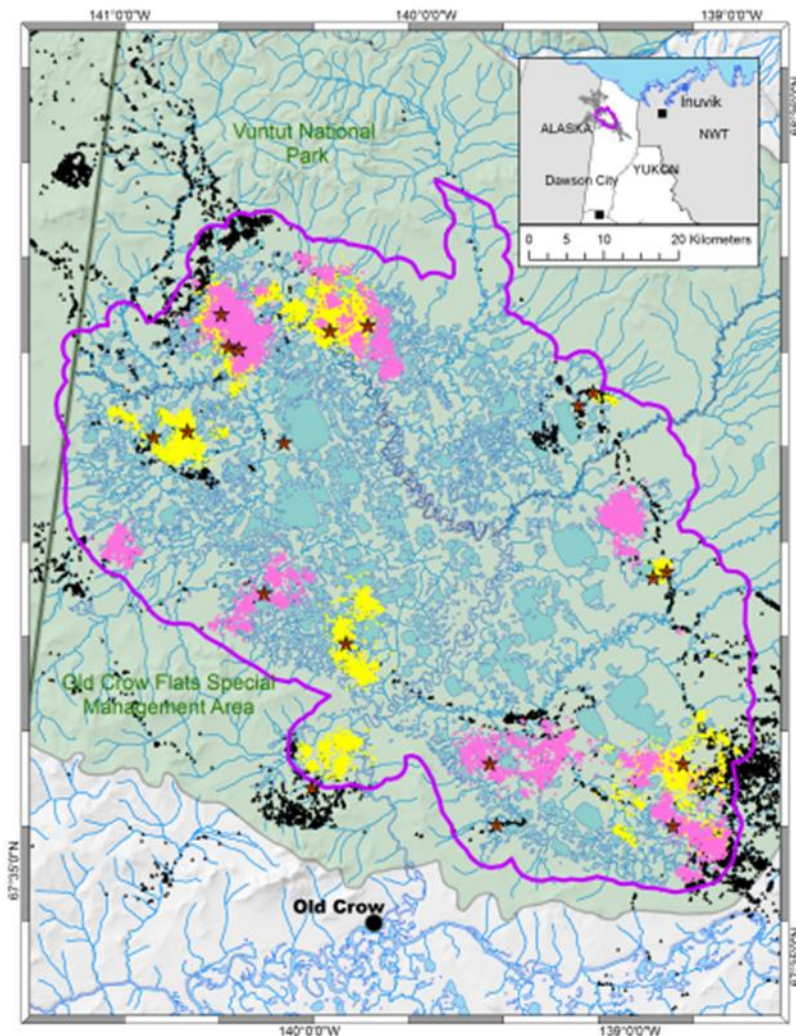 141°0'0"W
140°0'0"W
139°0'0"W
Vuntut National
Park
Inuvik
ALASKA
NWT
YUKON
Dawson City
0 5 10 20 Kilometers
Old Crow Flats Special
Management Area
67°35'0"N
Old Crow
140°0'0"W
139°0'0"W